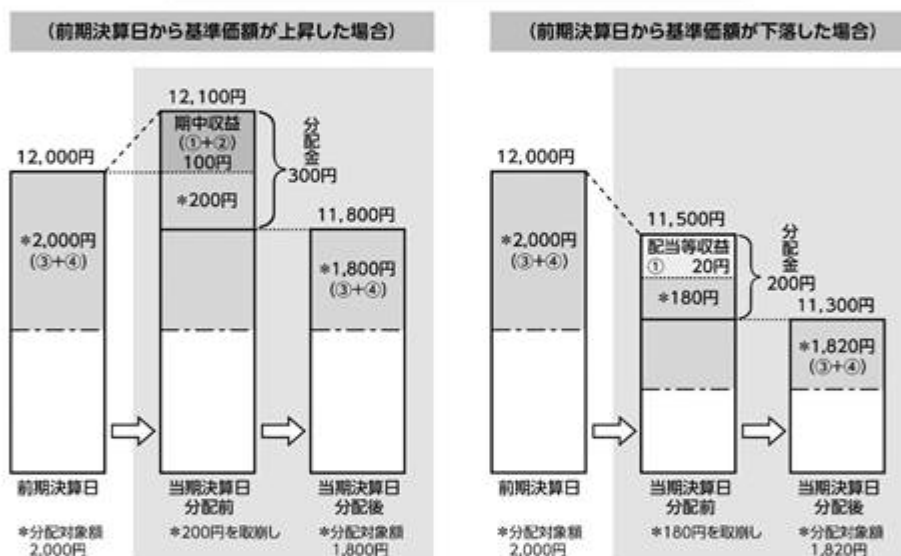 (前期決算日から基準価額が上昇した場合)
12,100円
期中収益
(①+②)
100円
分配金
300円
12,000円
*200円
11,800円
*2,000円
(③+④)
*1,800円
(③+④)
前期決算日
当期決算日
分配前
当期決算日
分配後
*分配対象額
2,000円
*200円を取崩し
*分配対象額
1,800円
(前期決算日から基準価額が下落した場合)
12,000円
11,500円
配当等収益
① 20円
分配金
200円
*2,000円
(③+④)
*180円
11,300円
*1,820円
(③+④)
前期決算日
当期決算日
分配前
当期決算日
分配後
*分配対象額
2,000円
*180円を取崩し
*分配対象額
1,820円